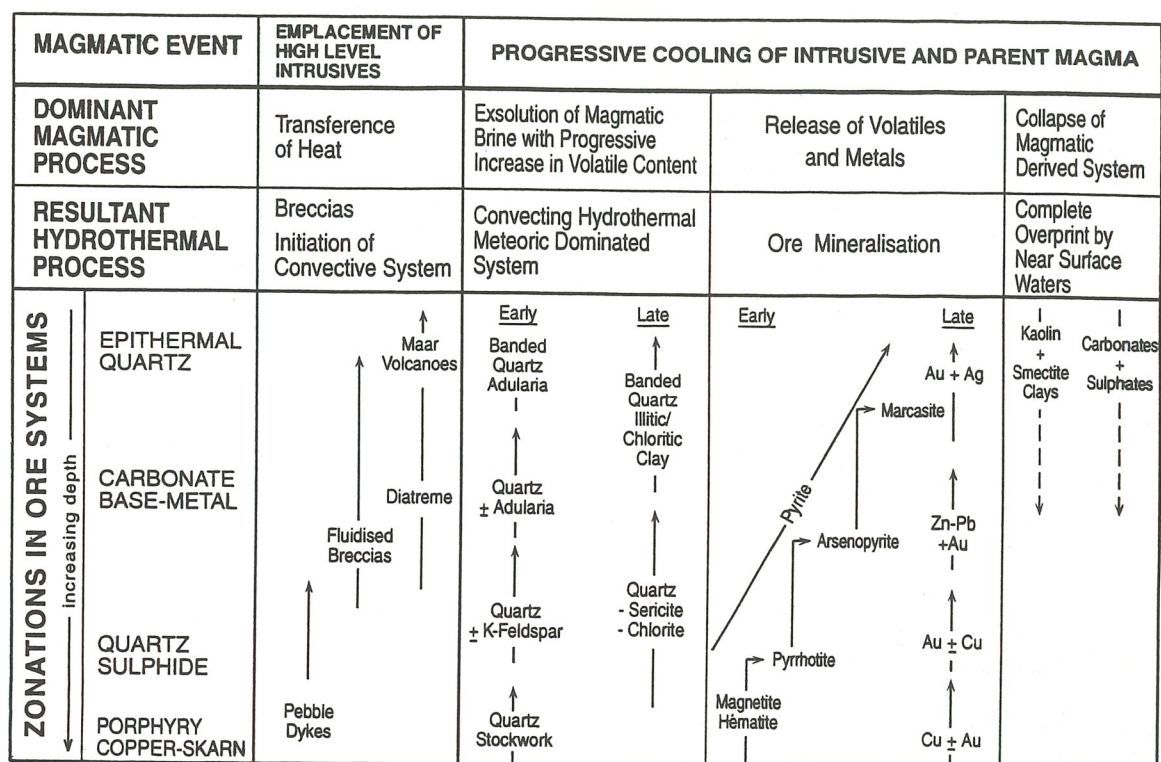 MAGMATIC EVENT
EMPLACEMENT OF
HIGH LEVEL
INTRUSIVES
PROGRESSIVE COOLING OF INTRUSIVE AND PARENT MAGMA
DOMINANT
MAGMATIC
PROCESS
Transference
of Heat
Exsolution of Magmatic
Brine with Progressive
Increase in Volatile Content
Release of Volatiles
and Metals
Collapse of
Magmatic
Derived System
RESULTANT
HYDROTHERMAL
PROCESS
Breccias
Initiation of
Convective System
Convecting Hydrothermal
Meteoric Dominated
System
Ore Mineralisation
Complete
Overprint by
Near Surface
Waters
ZONATIONS IN ORE SYSTEMS
increasing depth
EPITHERMAL
QUARTZ
CARBONATE
BASE-METAL
QUARTZ
SULPHIDE
PORPHYRY
COPPER-SKARN
Maar
Volcanoes
Diatreme
Fluidised
Breccias
Pebble
Dykes
Early
Banded
Quartz
Adularia
Quartz
± Adularia
Quartz
± K-Feldspar
Quartz
Stockwork
Late
Banded
Quartz
Illitic/
Chloritic
Clay
Quartz
- Sericite
- Chlorite
Early
Pyrite
Marcasite
Arsenopyrite
Pyrrhotite
Magnetite
Hématite
Late
Au + Ag
Zn-Pb
+Au
Au ± Cu
Cu ± Au
Kaolin
+
Smectite
Clays
Carbonates
+
Sulphates